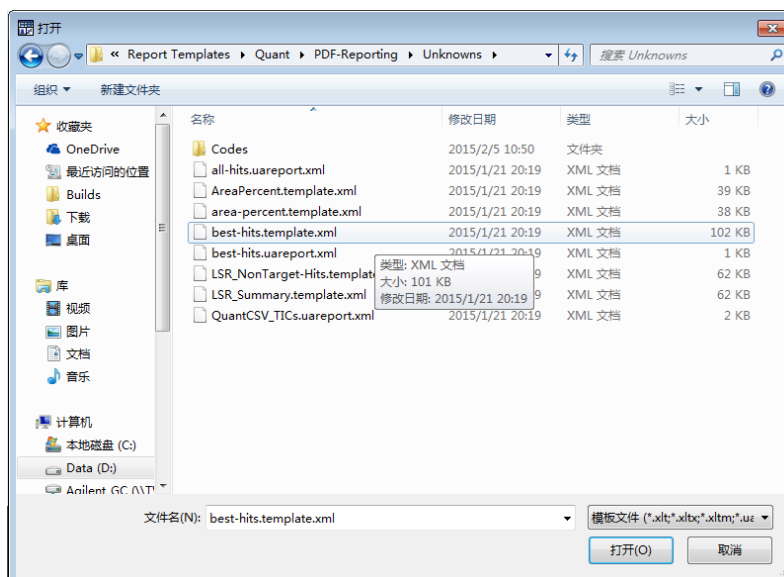 打开
« Report Templates ▸ Quant ▸ PDF-Reporting ▸ Unknowns ▸
搜索 Unknowns
组织 ▼ 新建文件夹
收藏夹
OneDrive
最近访问的位置
Builds
下载
桌面
库
视频
图片
文档
音乐
计算机
本地磁盘 (C:)
Data (D:)
Agilent GC (\\T
名称 修改日期 类型 大小
Codes 2015/2/5 10:50 文件夹
all-hits.uareport.xml 2015/1/21 20:19 XML 文档 1 KB
AreaPercent.template.xml 2015/1/21 20:19 XML 文档 39 KB
area-percent.template.xml 2015/1/21 20:19 XML 文档 38 KB
best-hits.template.xml 2015/1/21 20:19 XML 文档 102 KB
best-hits.uareport.xml 2015/1/21 20:19 XML 文档 1 KB
LSR_NonTarget-Hits.templat XML 文档 62 KB
LSR_Summary.template.xml XML 文档 62 KB
QuantCSV_TICs.uareport.xml 2015/1/21 20:19 XML 文档 2 KB
类型: XML 文档
大小: 101 KB
修改日期: 2015/1/21 20:19
文件名(N): best-hits.template.xml
模板文件 (*.xlt;*.xltx;*.xltm;*.ua
打开(O) 取消